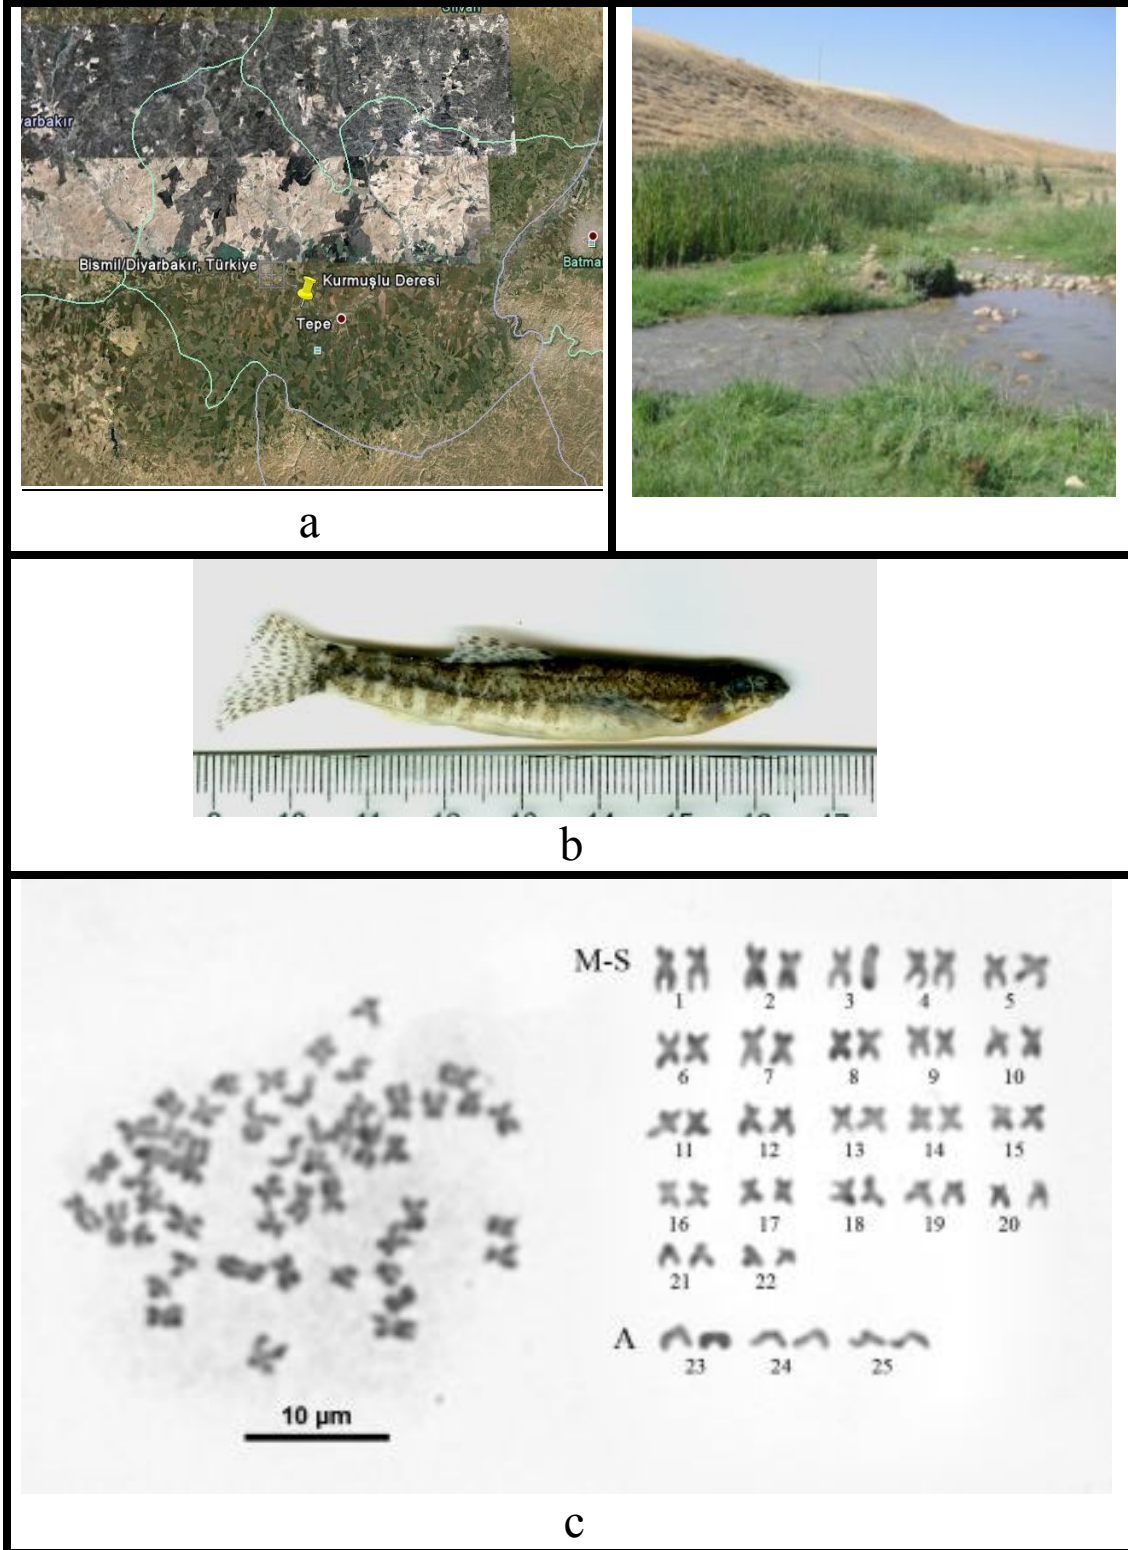 Silvan
arbakır
Batma
Bismil/Diyarbakır, Türkiye
Kurmuşlu Deresi
Tepe
a
9 10 11 12 13 14 15 16 17
b
M-S
1 2 3 4 5
6 7 8 9 10
11 12 13 14 15
16 17 18 19 20
21 22
A
23 24 25
10 µm
c